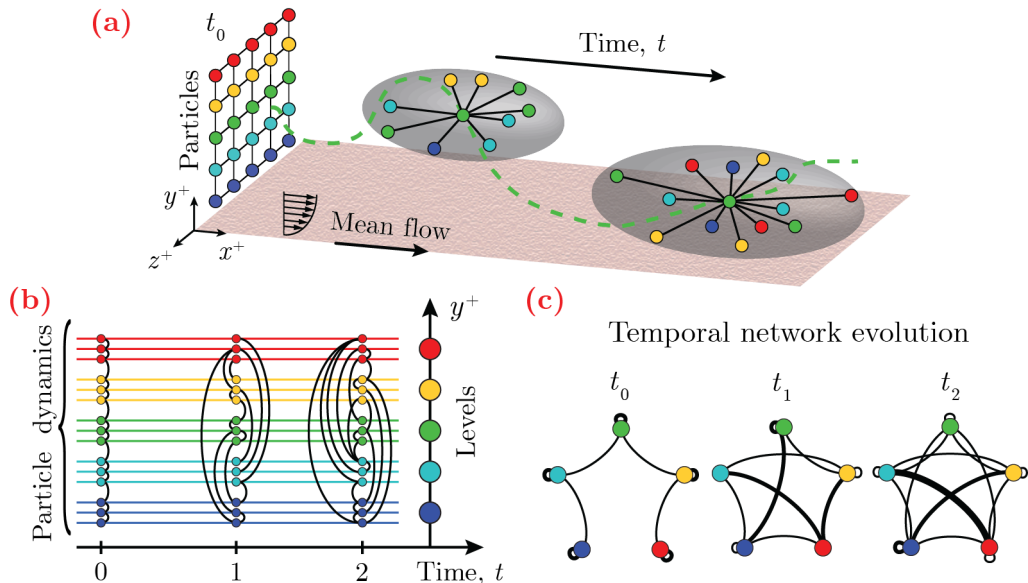 (a)
t₀
Time, t
Particles
y⁺
z⁺
x⁺
Mean flow
(b)
y⁺
Particle dynamics
Levels
0
1
2
Time, t
(c)
Temporal network evolution
t₀
t₁
t₂